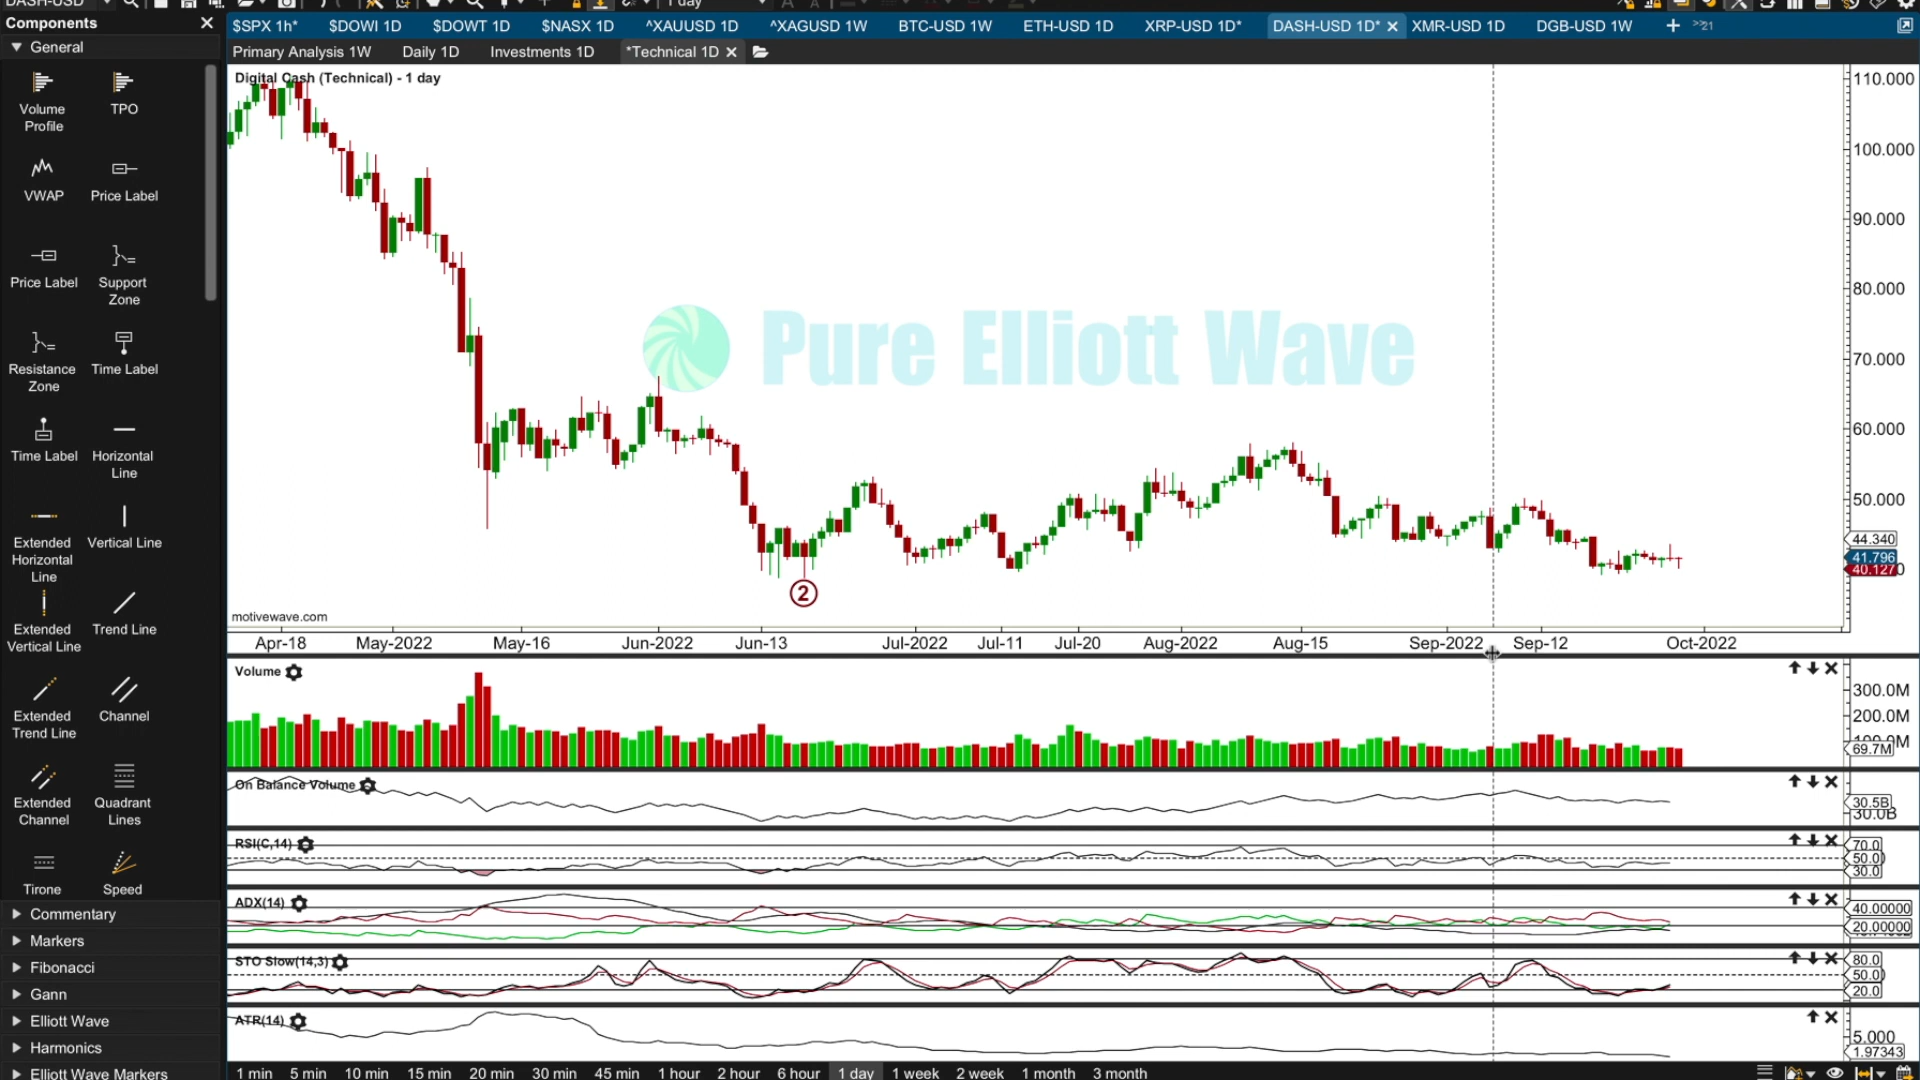 DASH-USD
1 day
Components
$SPX 1h* $DOWI 1D $DOWT 1D $NASX 1D ^XAUUSD 1D ^XAGUSD 1W BTC-USD 1W ETH-USD 1D XRP-USD 1D* DASH-USD 1D* XMR-USD 1D DGB-USD 1W 21
General
Primary Analysis 1W Daily 1D Investments 1D *Technical 1D
Digital Cash (Technical) - 1 day
Volume Profile
TPO
VWAP
Price Label
Price Label
Support Zone
Resistance Zone
Time Label
Time Label
Horizontal Line
Extended Horizontal Line
Vertical Line
Extended Vertical Line
Trend Line
Extended Trend Line
Channel
Extended Channel
Quadrant Lines
Tirone
Speed
Commentary
Markers
Fibonacci
Gann
Elliott Wave
Harmonics
Elliott Wave Markers
Pure Elliott Wave
110.000
100.000
90.000
80.000
70.000
60.000
50.000
44.340
41.796
40.127
2
motivewave.com
Apr-18 May-2022 May-16 Jun-2022 Jun-13 Jul-2022 Jul-11 Jul-20 Aug-2022 Aug-15 Sep-2022 Sep-12 Oct-2022
Volume
300.0M
200.0M
69.7M
On Balance Volume
30.5B
30.0B
RSI(C,14)
70.0
50.0
30.0
ADX(14)
40.00000
20.00000
STO Slow(14,3)
80.0
50.0
20.0
ATR(14)
5.000
1.97343
1 min 5 min 10 min 15 min 20 min 30 min 45 min 1 hour 2 hour 6 hour 1 day 1 week 2 week 1 month 3 month